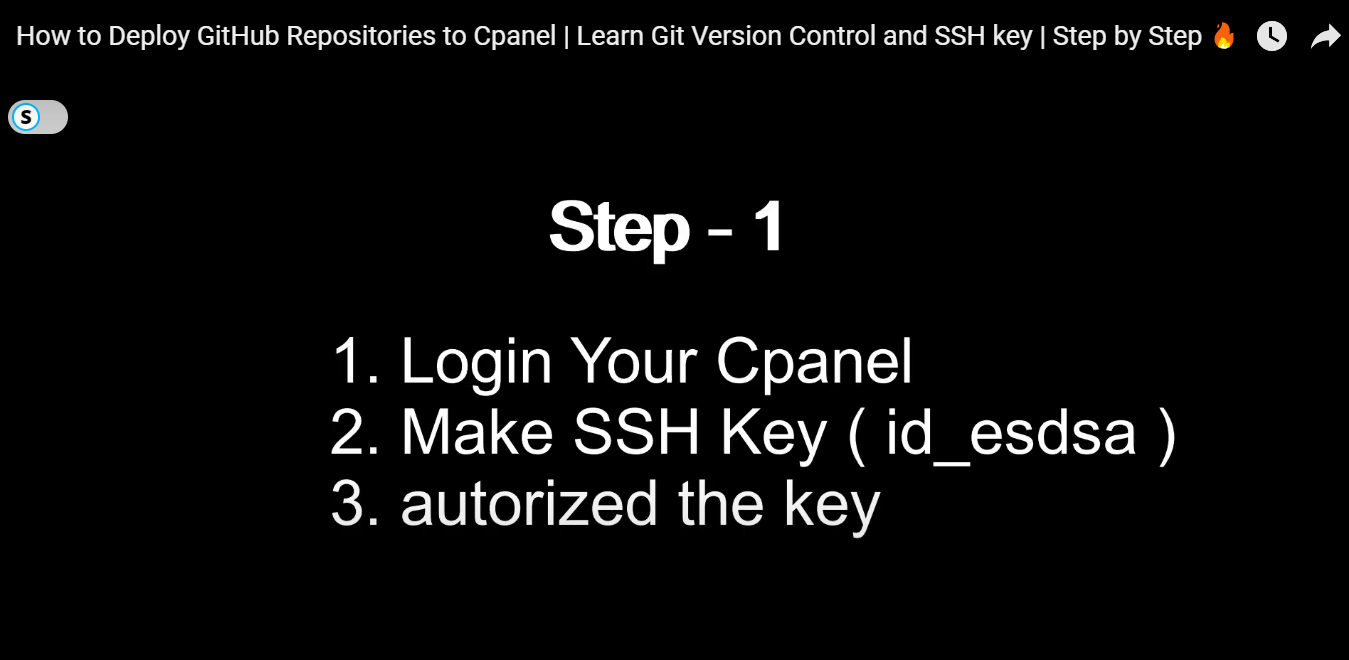 How to Deploy GitHub Repositories to Cpanel | Learn Git Version Control and SSH key | Step by Step 🔥
S
Step - 1
1. Login Your Cpanel
2. Make SSH Key ( id_esdsa )
3. autorized the key